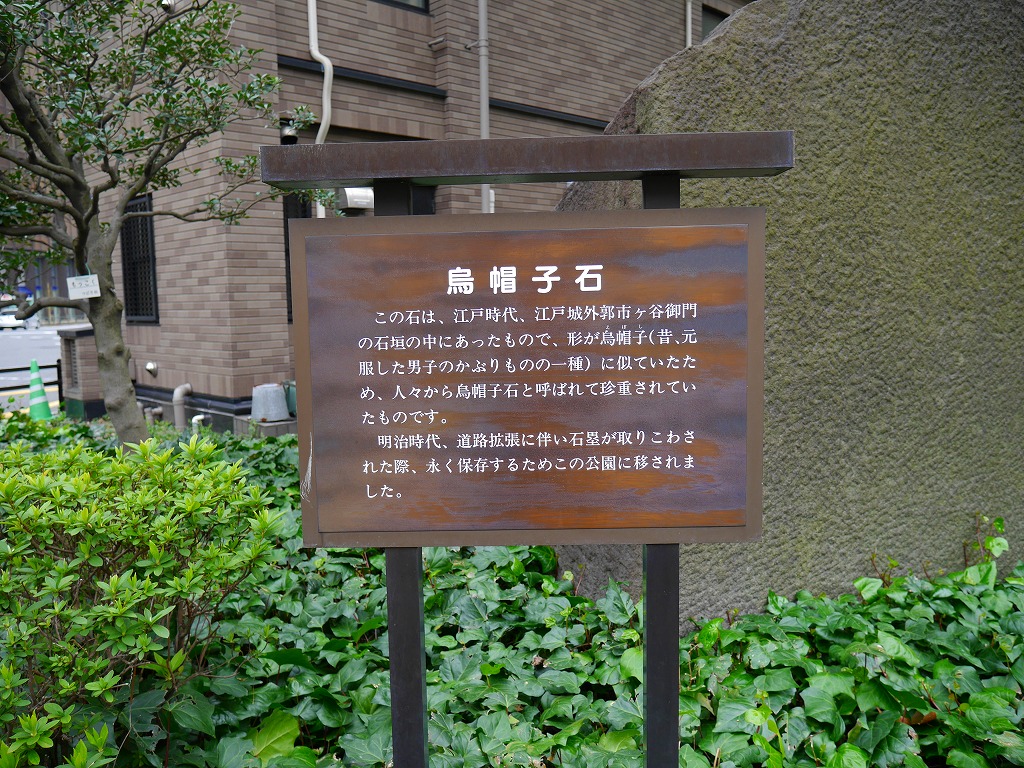 烏帽子石
この石は、江戸時代、江戸城外郭市ヶ谷御門
の石垣の中にあったもので、形が烏帽子(昔、元
服した男子のかぶりものの一種)に似ていたた
め、人々から烏帽子石と呼ばれて珍重されてい
たものです。
明治時代、道路拡張に伴い石塁が取りこわさ
れた際、永く保存するためこの公園に移されま
した。